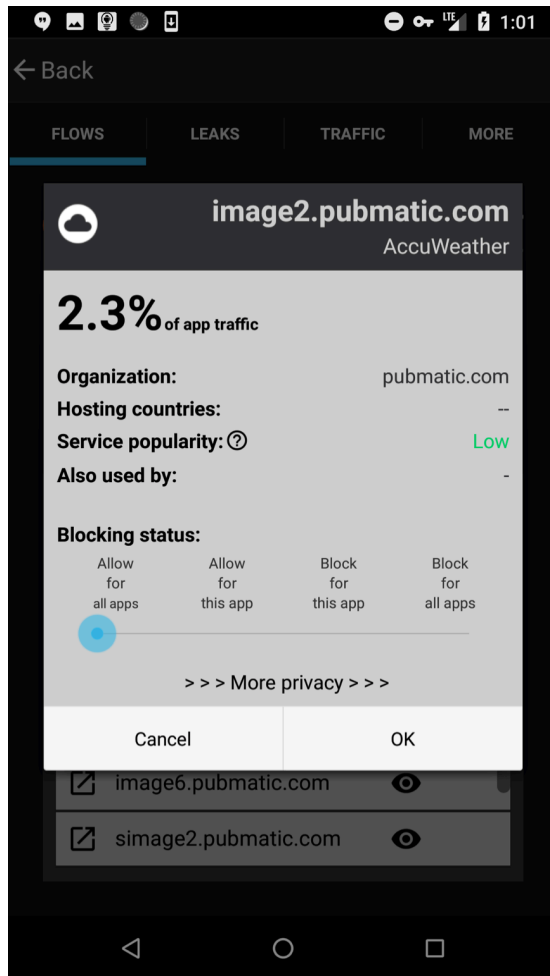 LTE 1:01
Back
FLOWS LEAKS TRAFFIC MORE
image2.pubmatic.com
AccuWeather
2.3% of app traffic
Organization: pubmatic.com
Hosting countries: --
Service popularity: ? Low
Also used by: -
Blocking status:
Allow for all apps
Allow for this app
Block for this app
Block for all apps
> > > More privacy > > >
Cancel OK
image6.pubmatic.com
simage2.pubmatic.com